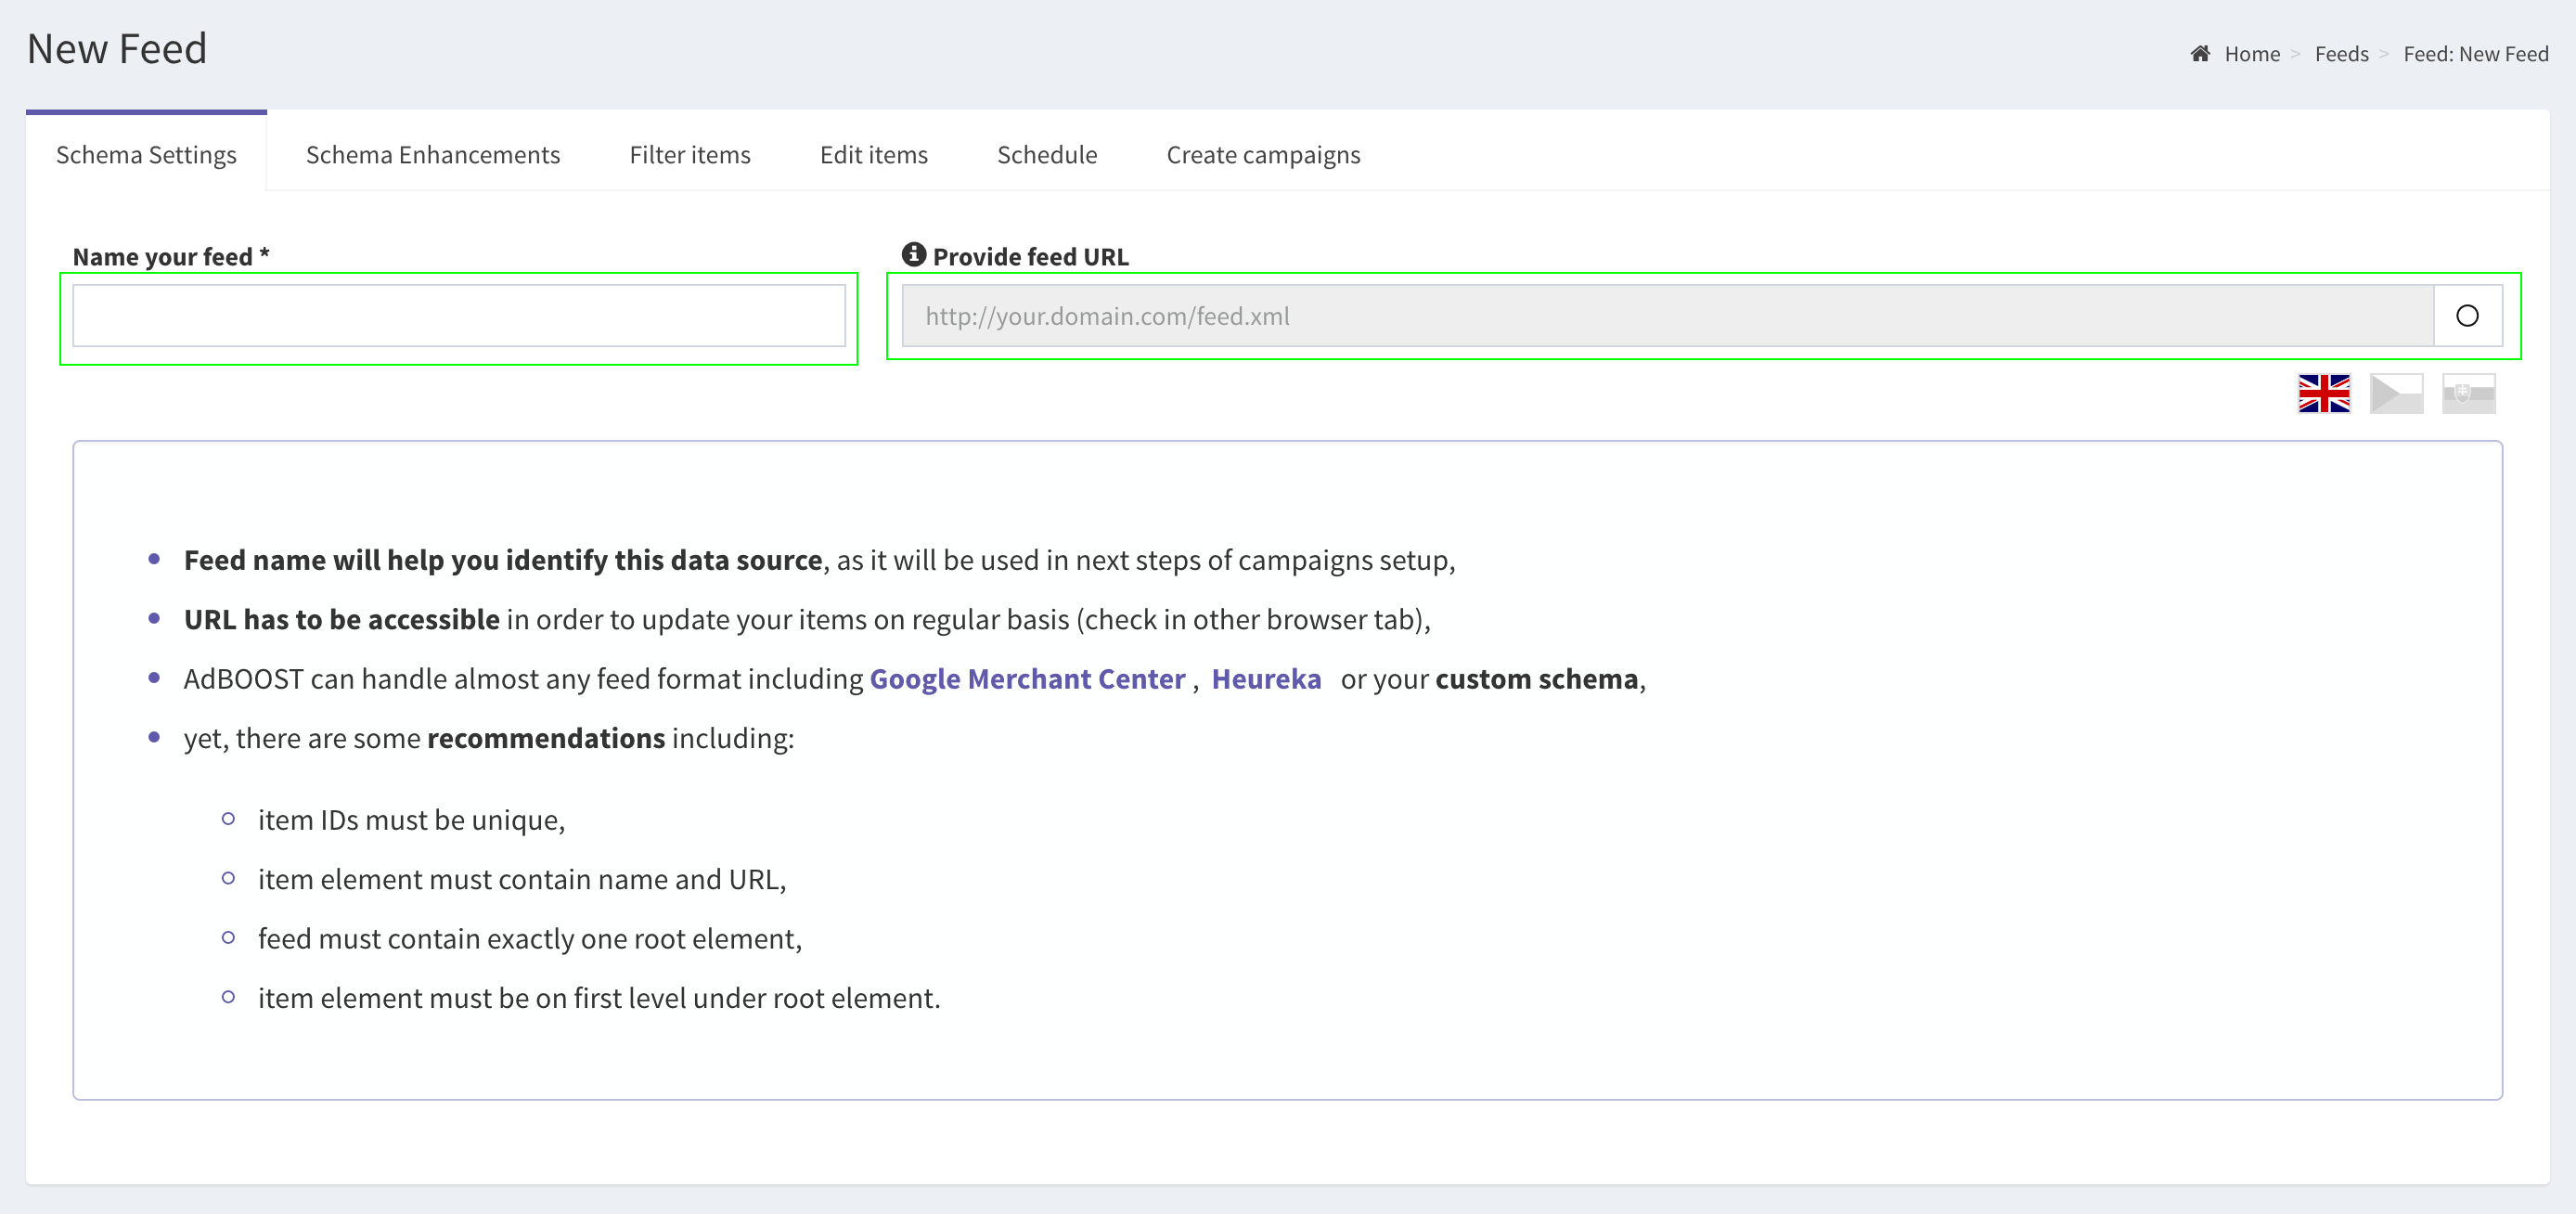 New Feed
Home > Feeds > Feed: New Feed
Schema Settings
Schema Enhancements
Filter items
Edit items
Schedule
Create campaigns
Name your feed *
Provide feed URL
http://your.domain.com/feed.xml
Feed name will help you identify this data source, as it will be used in next steps of campaigns setup,
URL has to be accessible in order to update your items on regular basis (check in other browser tab),
AdBOOST can handle almost any feed format including Google Merchant Center , Heureka or your custom schema,
yet, there are some recommendations including:
item IDs must be unique,
item element must contain name and URL,
feed must contain exactly one root element,
item element must be on first level under root element.